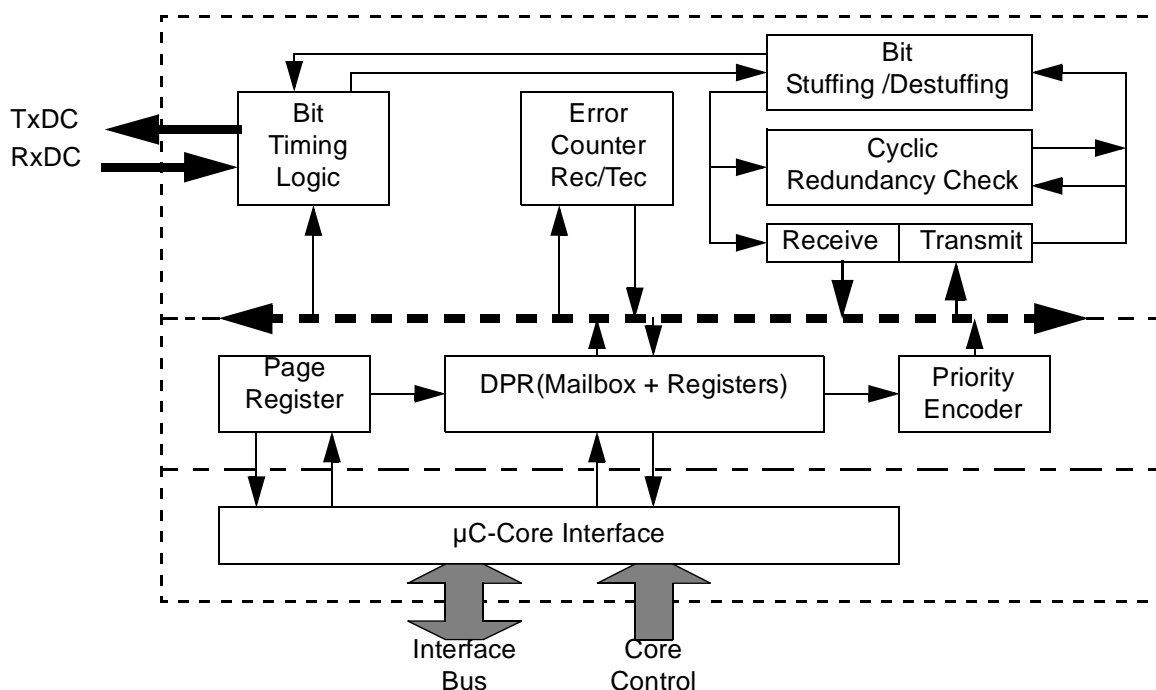 Bit
Stuffing /Destuffing
TxDC
RxDC
Bit
Timing
Logic
Error
Counter
Rec/Tec
Cyclic
Redundancy Check
Receive
Transmit
Page
Register
DPR(Mailbox + Registers)
Priority
Encoder
µC-Core Interface
Interface
Bus
Core
Control